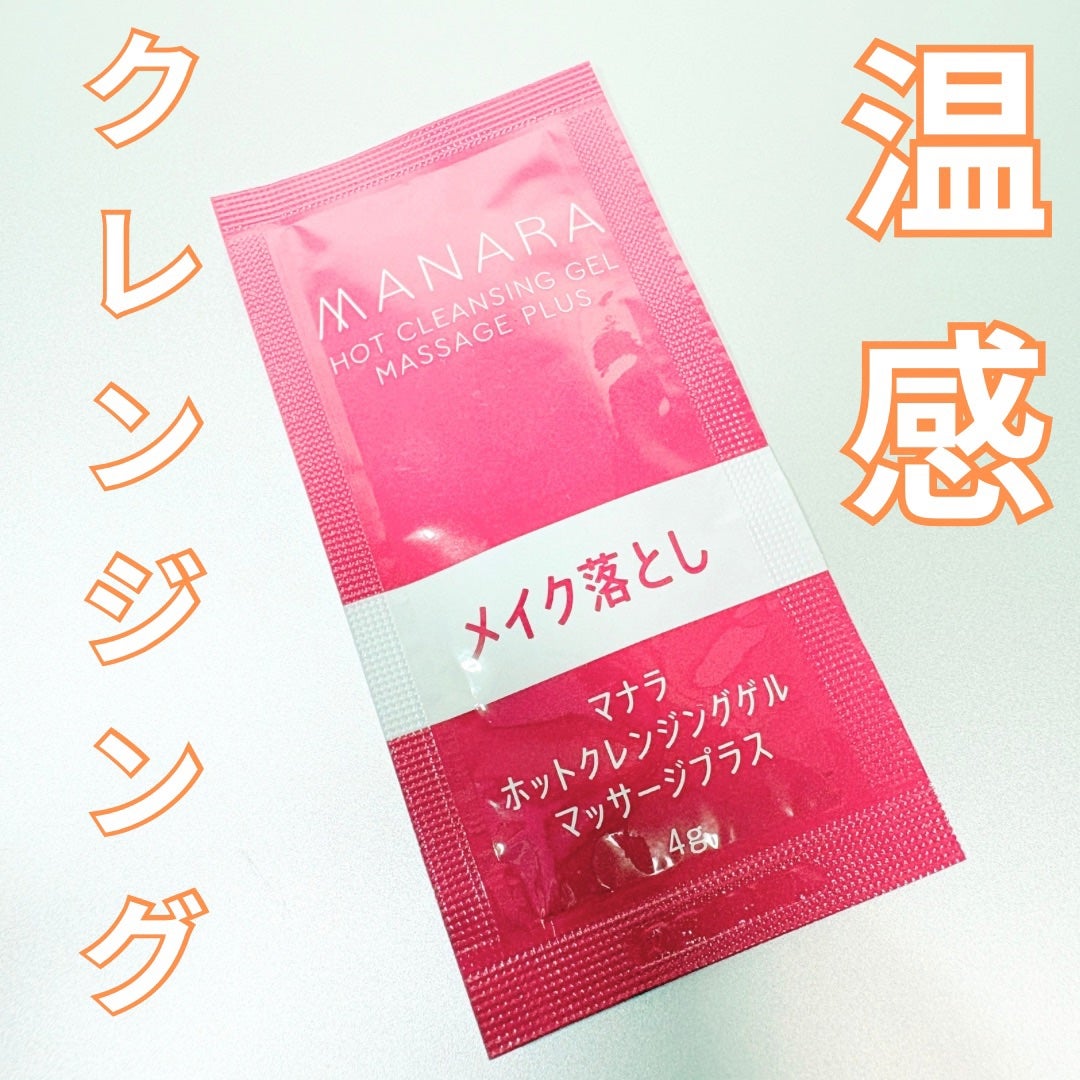 温感
クレンジング
MANARA
HOT CLEANSING GEL
MASSAGE PLUS
メイク落とし
マナラ
ホットクレンジングゲル
マッサージプラス
4g